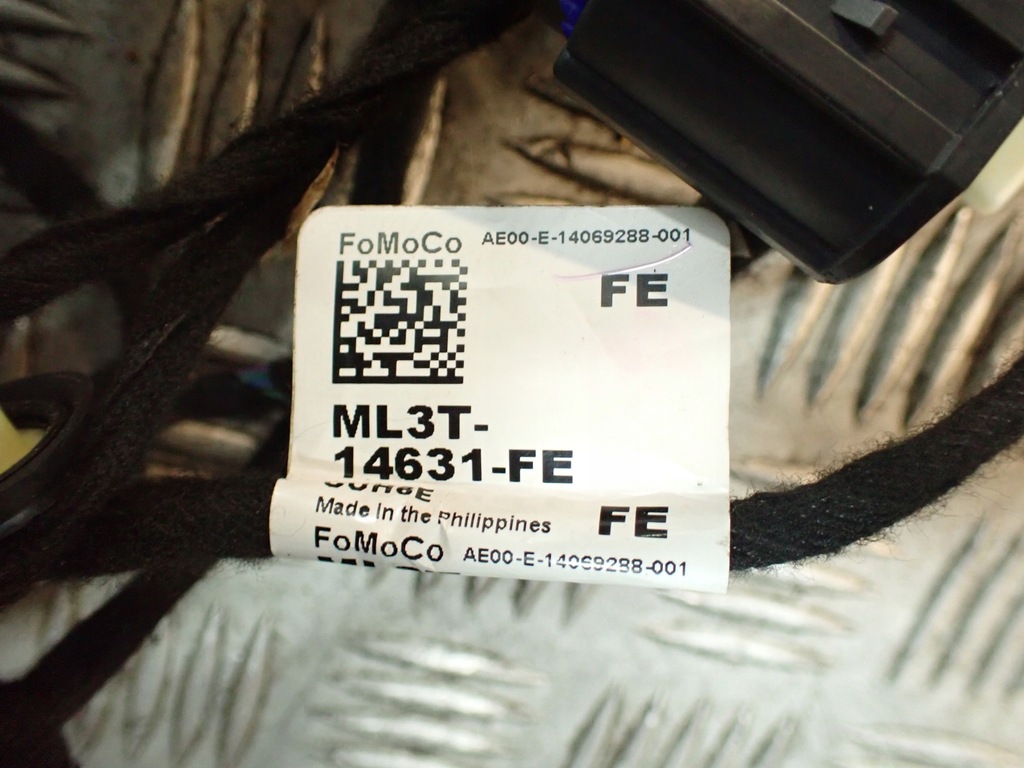 FoMoCo AE00-E-14069288-001
FE
ML3T-
14631-FE
Made in the Philippines FE
FoMoCo AE00-E-14069288-001